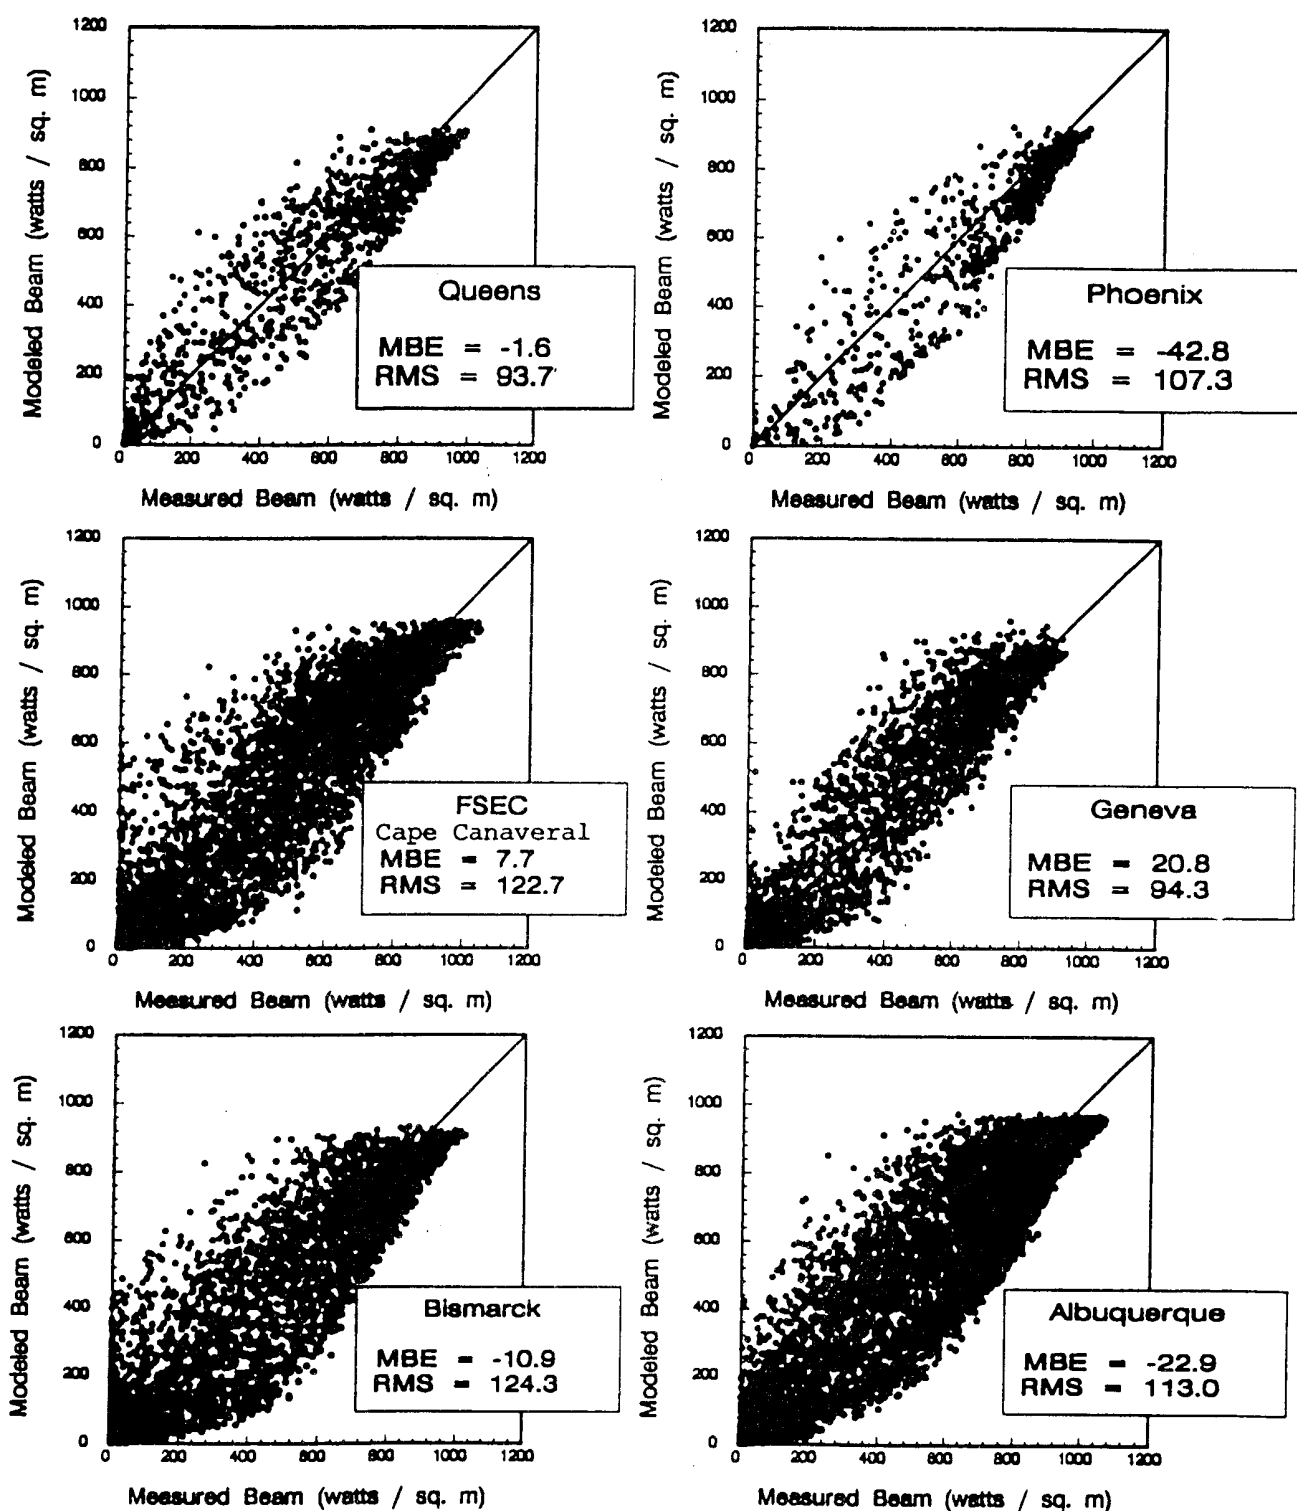 1200
1000
800
600
400
200
0
Modeled Beam (watts / sq. m)
Queens
MBE = -1.6
RMS = 93.7
0 200 400 600 800 1000 1200
Measured Beam (watts / sq. m)
1200
1000
800
600
400
200
0
Modeled Beam (watts / sq. m)
Phoenix
MBE = -42.8
RMS = 107.3
0 200 400 600 800 1000 1200
Measured Beam (watts / sq. m)
1200
1000
800
600
400
200
0
Modeled Beam (watts / sq. m)
FSEC
Cape Canaveral
MBE = 7.7
RMS = 122.7
0 200 400 600 800 1000 1200
Measured Beam (watts / sq. m)
1200
1000
800
600
400
200
0
Modeled Beam (watts / sq. m)
Geneva
MBE = 20.8
RMS = 94.3
0 200 400 600 800 1000 1200
Measured Beam (watts / sq. m)
1200
1000
800
600
400
200
0
Modeled Beam (watts / sq. m)
Bismarck
MBE = -10.9
RMS = 124.3
0 200 400 600 800 1000 1200
Measured Beam (watts / sq. m)
1200
1000
800
600
400
200
0
Modeled Beam (watts / sq. m)
Albuquerque
MBE = -22.9
RMS = 113.0
0 200 400 600 800 1000 1200
Measured Beam (watts / sq. m)